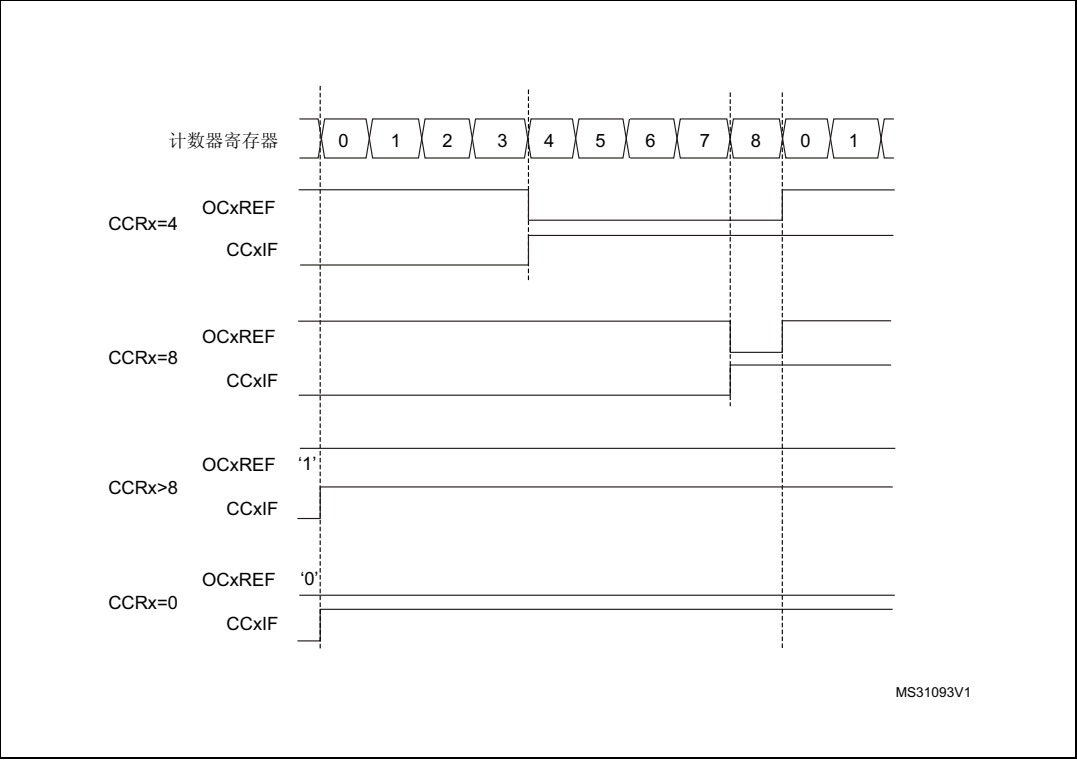 计数器寄存器 0 1 2 3 4 5 6 7 8 0 1
OCxREF
CCRx=4
CCxIF
OCxREF
CCRx=8
CCxIF
OCxREF ‘1’
CCRx>8
CCxIF
OCxREF ‘0’
CCRx=0
CCxIF
MS31093V1